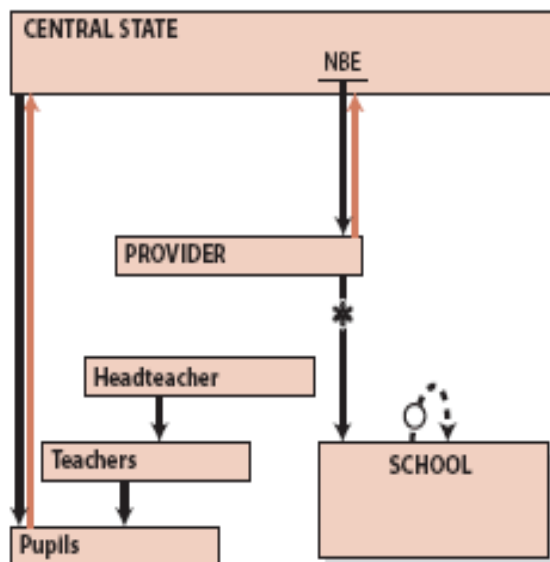 CENTRAL STATE
NBE
PROVIDER
Headteacher
Teachers
SCHOOL
Pupils